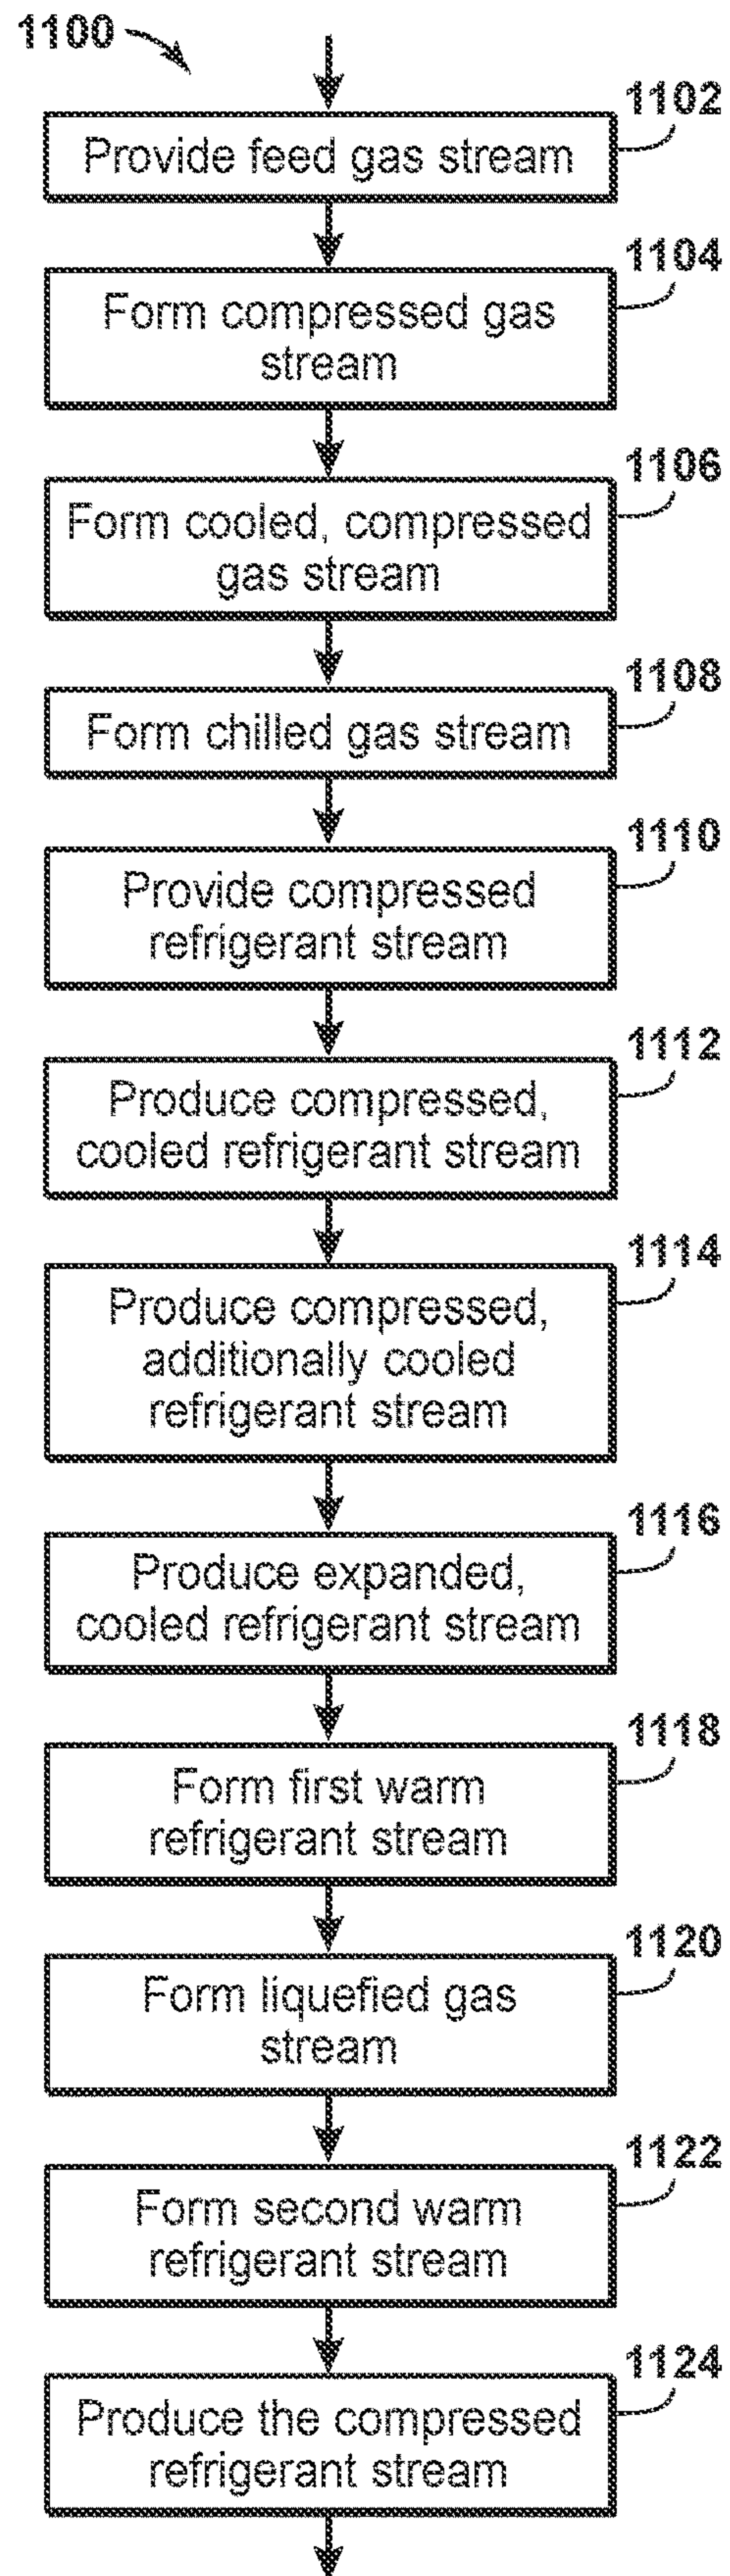 1100
1102
Provide feed gas stream
1104
Form compressed gas
stream
1106
Form cooled, compressed
gas stream
1108
Form chilled gas stream
1110
Provide compressed
refrigerant stream
1112
Produce compressed,
cooled refrigerant stream
1114
Produce compressed,
additionally cooled
refrigerant stream
1116
Produce expanded,
cooled refrigerant stream
1118
Form first warm
refrigerant stream
1120
Form liquefied gas
stream
1122
Form second warm
refrigerant stream
1124
Produce the compressed
refrigerant stream